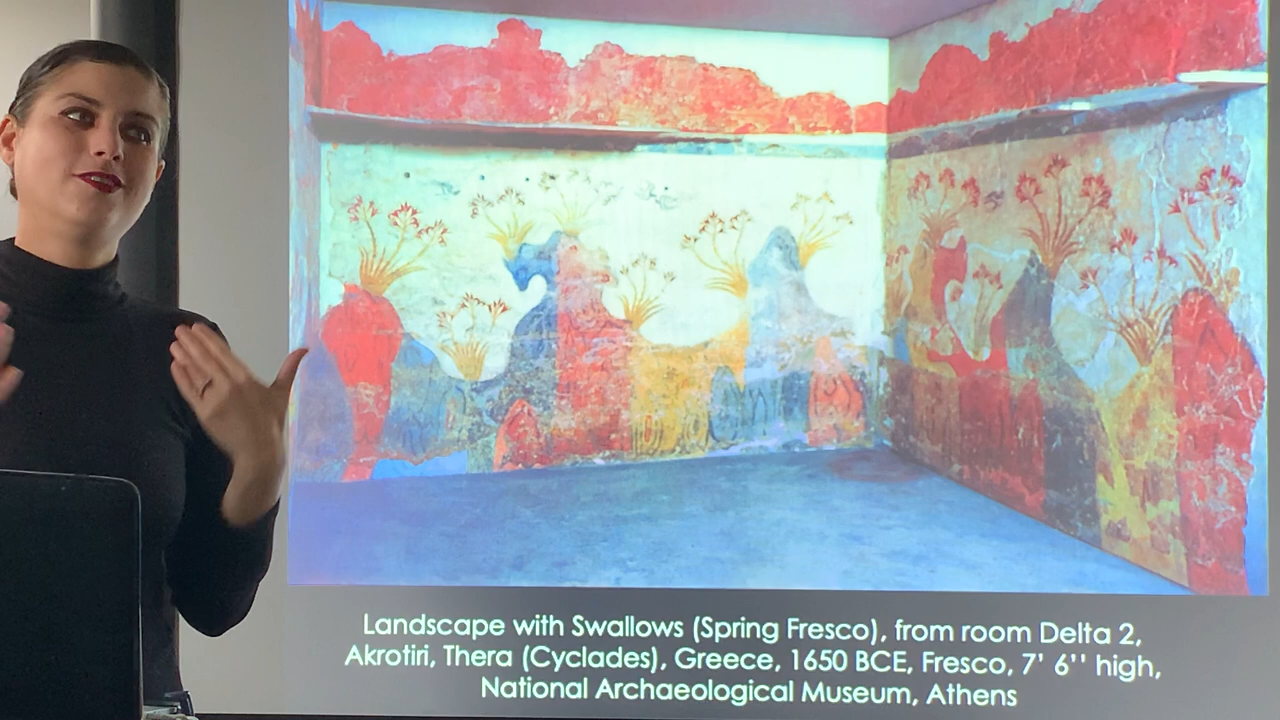 Landscape with Swallows (Spring Fresco), from room Delta 2,
Akrotiri, Thera (Cyclades), Greece, 1650 BCE, Fresco, 7' 6'' high,
National Archaeological Museum, Athens